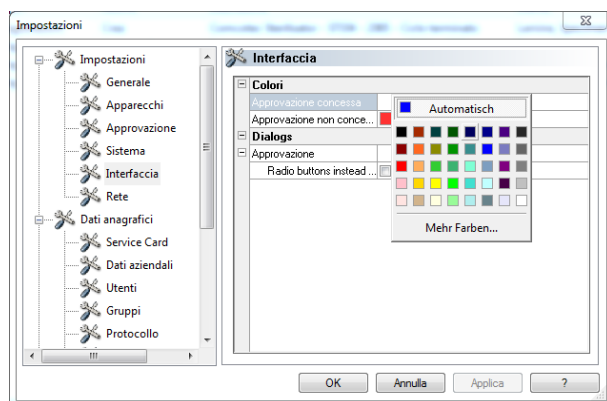 Impostazioni
Impostazioni
Generale
Apparecchi
Approvazione
Sistema
Interfaccia
Rete
Dati anagrafici
Service Card
Dati aziendali
Utenti
Gruppi
Protocollo
Interfaccia
Colori
Approvazione concessa
Approvazione non conce...
Dialogs
Approvazione
Radio buttons instead ...
Automatisch
Mehr Farben...
OK
Annulla
Applica
?